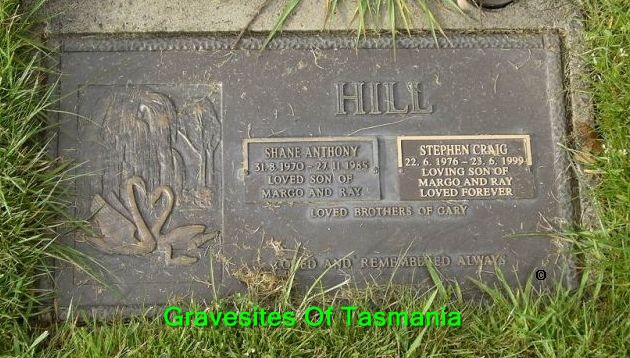 HILL
SHANE ANTHONY
31. 8. 1970 – 27. 11. 1985
LOVED SON OF
MARGO AND RAY
STEPHEN CRAIG
22. 6. 1976 – 23. 6. 1999
LOVING SON OF
MARGO AND RAY
LOVED FOREVER
LOVED BROTHERS OF GARY
LOVED AND REMEMBERED ALWAYS
©
Gravesites Of Tasmania